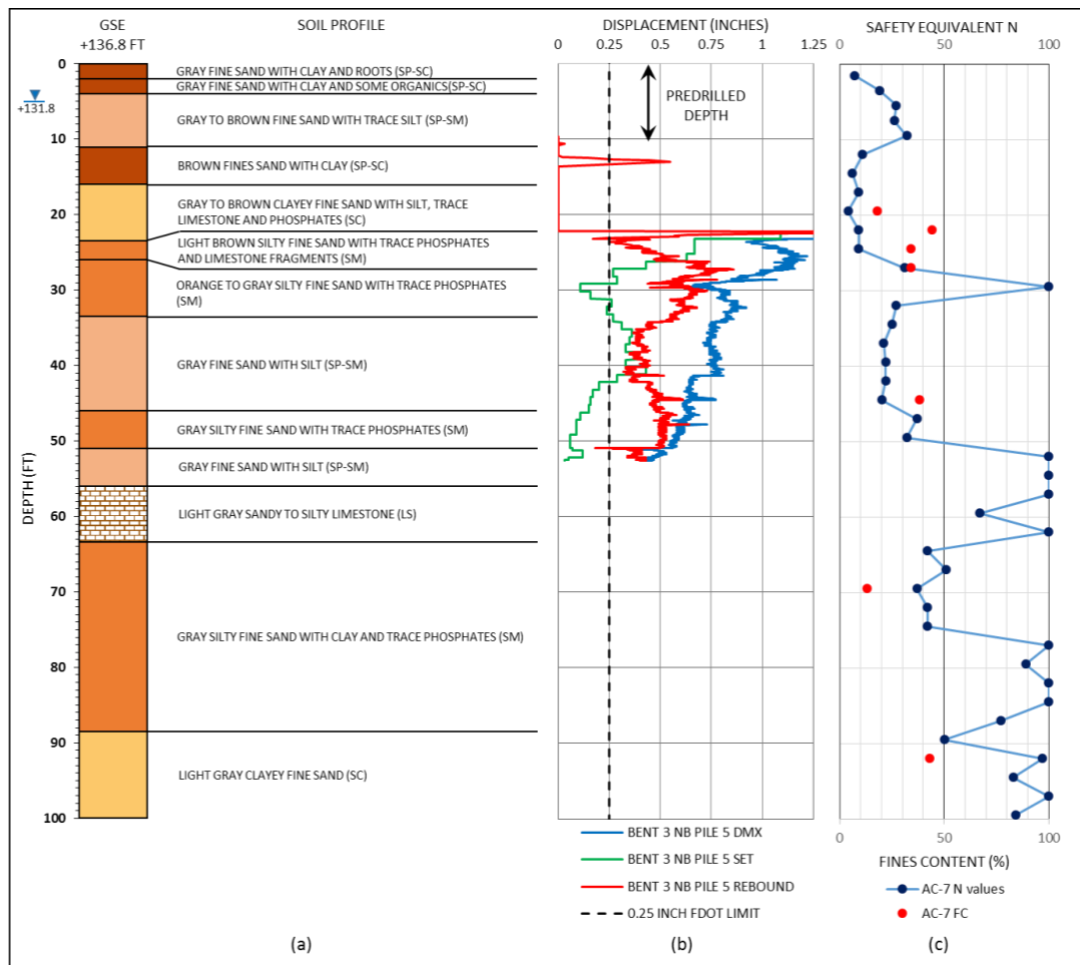 GSE
+136.8 FT
SOIL PROFILE
DISPLACEMENT (INCHES)
SAFETY EQUIVALENT N
0 0.25 0.5 0.75 1 1.25
0 50 100
DEPTH (FT)
0
10
20
30
40
50
60
70
80
90
100
+131.8
GRAY FINE SAND WITH CLAY AND ROOTS (SP-SC)
GRAY FINE SAND WITH CLAY AND SOME ORGANICS(SP-SC)
GRAY TO BROWN FINE SAND WITH TRACE SILT (SP-SM)
BROWN FINES SAND WITH CLAY (SP-SC)
GRAY TO BROWN CLAYEY FINE SAND WITH SILT, TRACE
LIMESTONE AND PHOSPHATES (SC)
LIGHT BROWN SILTY FINE SAND WITH TRACE PHOSPHATES
AND LIMESTONE FRAGMENTS (SM)
ORANGE TO GRAY SILTY FINE SAND WITH TRACE PHOSPHATES
(SM)
GRAY FINE SAND WITH SILT (SP-SM)
GRAY SILTY FINE SAND WITH TRACE PHOSPHATES (SM)
GRAY FINE SAND WITH SILT (SP-SM)
LIGHT GRAY SANDY TO SILTY LIMESTONE (LS)
GRAY SILTY FINE SAND WITH CLAY AND TRACE PHOSPHATES (SM)
LIGHT GRAY CLAYEY FINE SAND (SC)
PREDRILLED
DEPTH
BENT 3 NB PILE 5 DMX
BENT 3 NB PILE 5 SET
BENT 3 NB PILE 5 REBOUND
0.25 INCH FDOT LIMIT
0 50 100
FINES CONTENT (%)
AC-7 N values
AC-7 FC
(a)
(b)
(c)